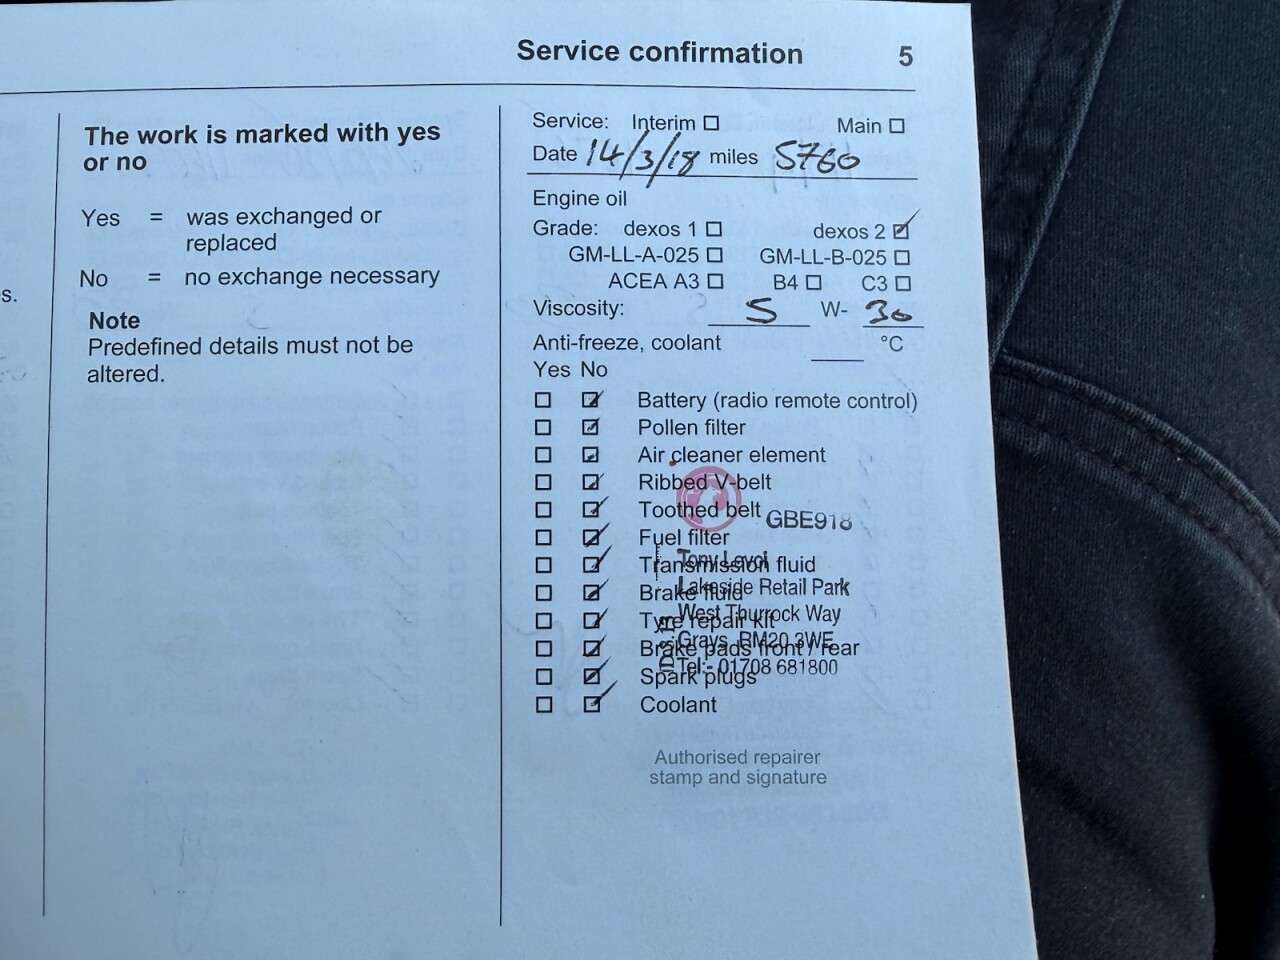 Service confirmation 5
s.
The work is marked with yes
or no
Yes = was exchanged or
replaced
No = no exchange necessary
Note
Predefined details must not be
altered.
Service: Interim Main
Date 14/3/18 miles 5760
Engine oil
Grade: dexos 1 dexos 2
GM-LL-A-025 GM-LL-B-025
ACEA A3 B4 C3
Viscosity: 5 W- 30
Anti-freeze, coolant °C
Yes No
Battery (radio remote control)
Pollen filter
Air cleaner element
Ribbed V-belt
Toothed belt
GBE918
Fuel filter
Transmission fluid
Tony
Brake fluid
Lakeside Retail Park
Tyre repair kit
West Thurrock Way
Brake pads front / rear
Grays, RM20 3WE
Spark plugs
Tel:- 01708 681800
Coolant
Authorised repairer
stamp and signature